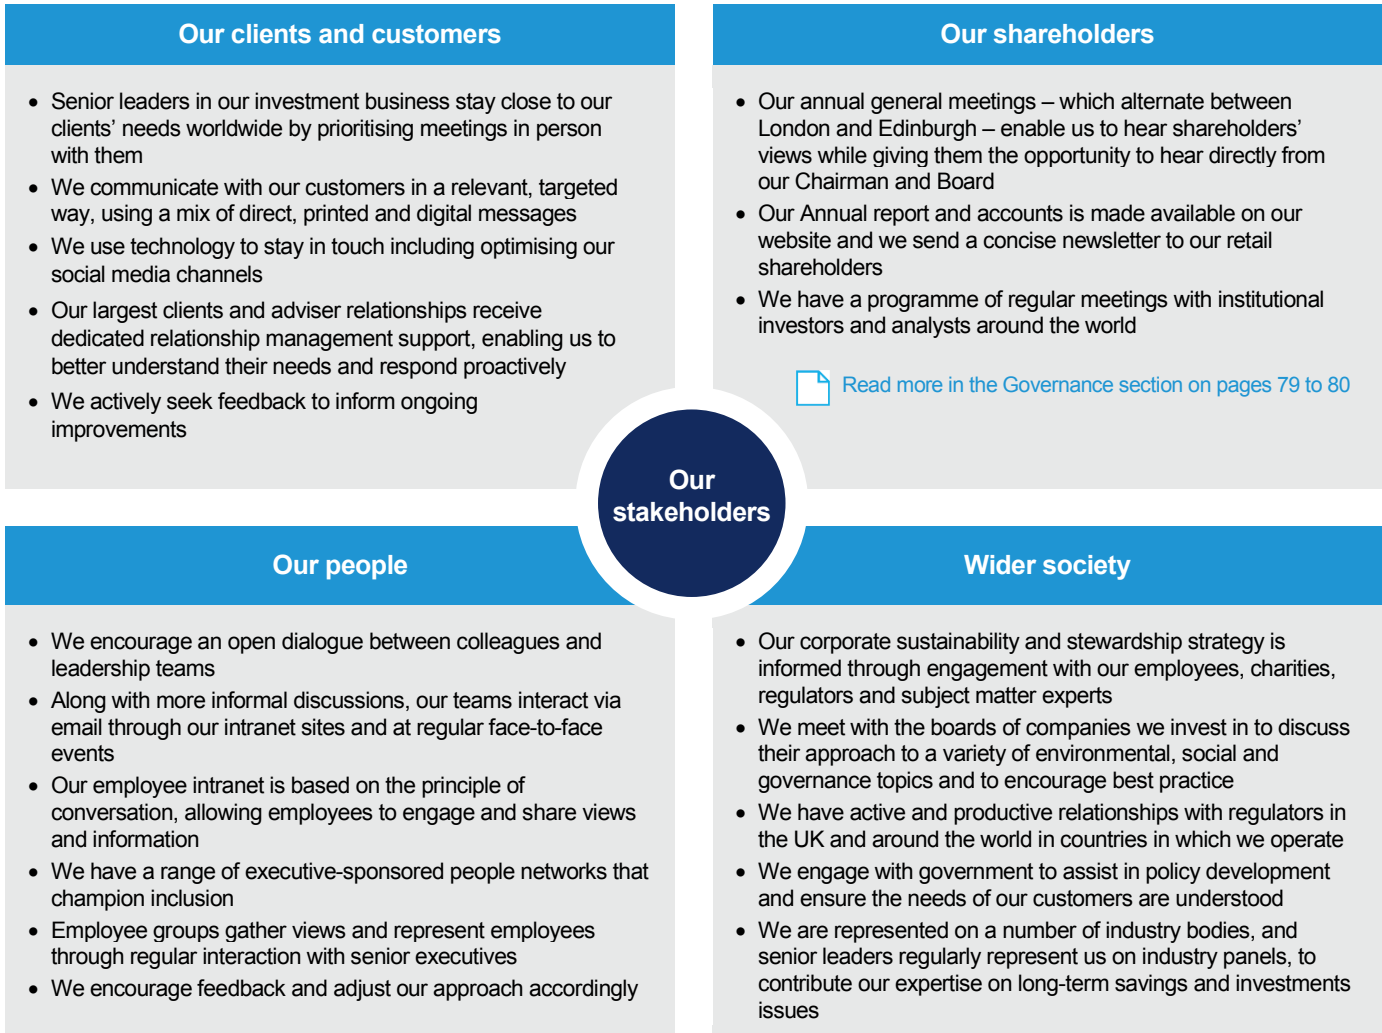 Our clients and customers
• Senior leaders in our investment business stay close to our
clients’ needs worldwide by prioritising meetings in person
with them
• We communicate with our customers in a relevant, targeted
way, using a mix of direct, printed and digital messages
• We use technology to stay in touch including optimising our
social media channels
• Our largest clients and adviser relationships receive
dedicated relationship management support, enabling us to
better understand their needs and respond proactively
• We actively seek feedback to inform ongoing
improvements
Our shareholders
• Our annual general meetings – which alternate between
London and Edinburgh – enable us to hear shareholders’
views while giving them the opportunity to hear directly from
our Chairman and Board
• Our Annual report and accounts is made available on our
website and we send a concise newsletter to our retail
shareholders
• We have a programme of regular meetings with institutional
investors and analysts around the world
Read more in the Governance section on pages 79 to 80
Our
stakeholders
Our people
• We encourage an open dialogue between colleagues and
leadership teams
• Along with more informal discussions, our teams interact via
email through our intranet sites and at regular face-to-face
events
• Our employee intranet is based on the principle of
conversation, allowing employees to engage and share views
and information
• We have a range of executive-sponsored people networks that
champion inclusion
• Employee groups gather views and represent employees
through regular interaction with senior executives
• We encourage feedback and adjust our approach accordingly
Wider society
• Our corporate sustainability and stewardship strategy is
informed through engagement with our employees, charities,
regulators and subject matter experts
• We meet with the boards of companies we invest in to discuss
their approach to a variety of environmental, social and
governance topics and to encourage best practice
• We have active and productive relationships with regulators in
the UK and around the world in countries in which we operate
• We engage with government to assist in policy development
and ensure the needs of our customers are understood
• We are represented on a number of industry bodies, and
senior leaders regularly represent us on industry panels, to
contribute our expertise on long-term savings and investments
issues